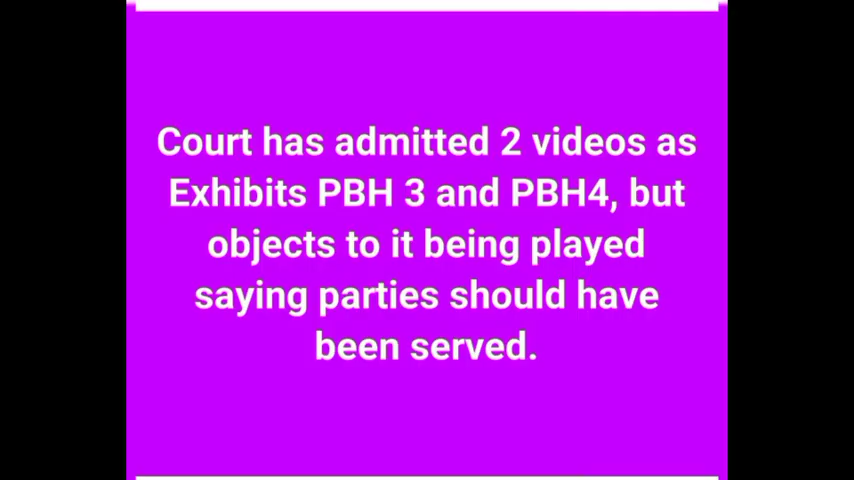 Court has admitted 2 videos as
Exhibits PBH 3 and PBH4, but
objects to it being played
saying parties should have
been served.